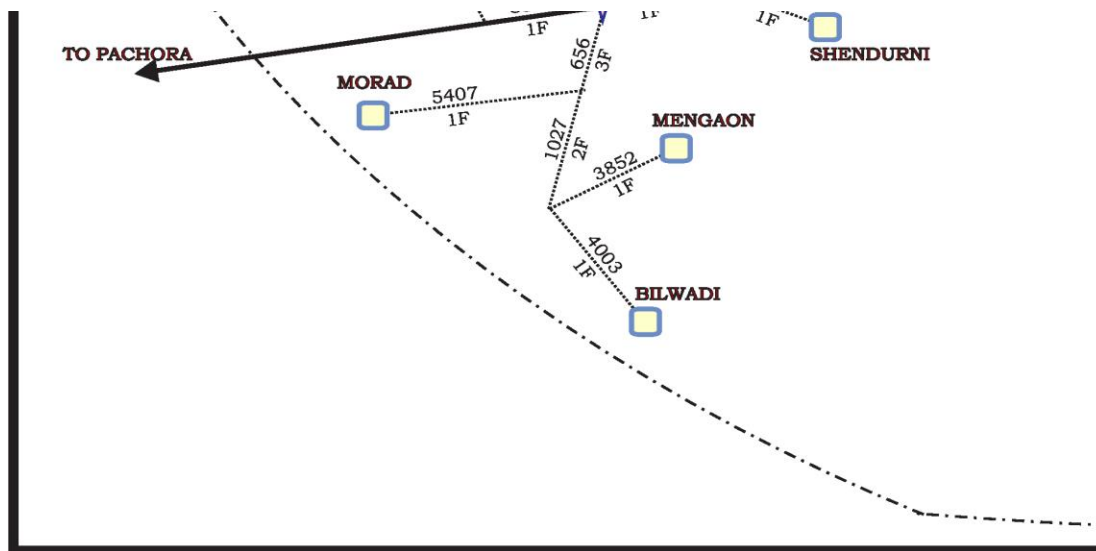 1F
1F
1F
SHENDURNI
TO PACHORA
656
3F
MORAD
5407
1F
1027
2F
MENGAON
3852
1F
4003
1F
BILWADI